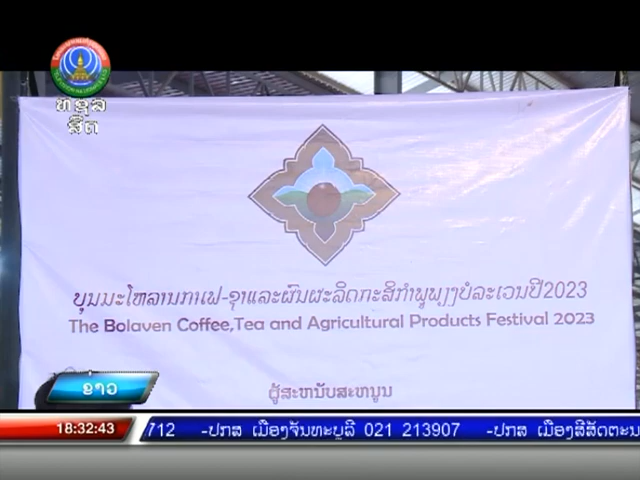 ທຊລ
ສົດ
ບຸນມະໂຫລານກາເຟ-ຊາແລະຜົນຜະລິດກະສິກຳພູພຽງບໍລະເວນປີ2023
The Bolaven Coffee,Tea and Agricultural Products Festival 2023
ຜູ້ສະຫນັບສະຫນູນ
ຂ່າວ
18:32:43 712 -ປກສ ເມືອງຈັນທະບູລີ 021 213907 -ປກສ ເມືອງສີສັດຕະນ